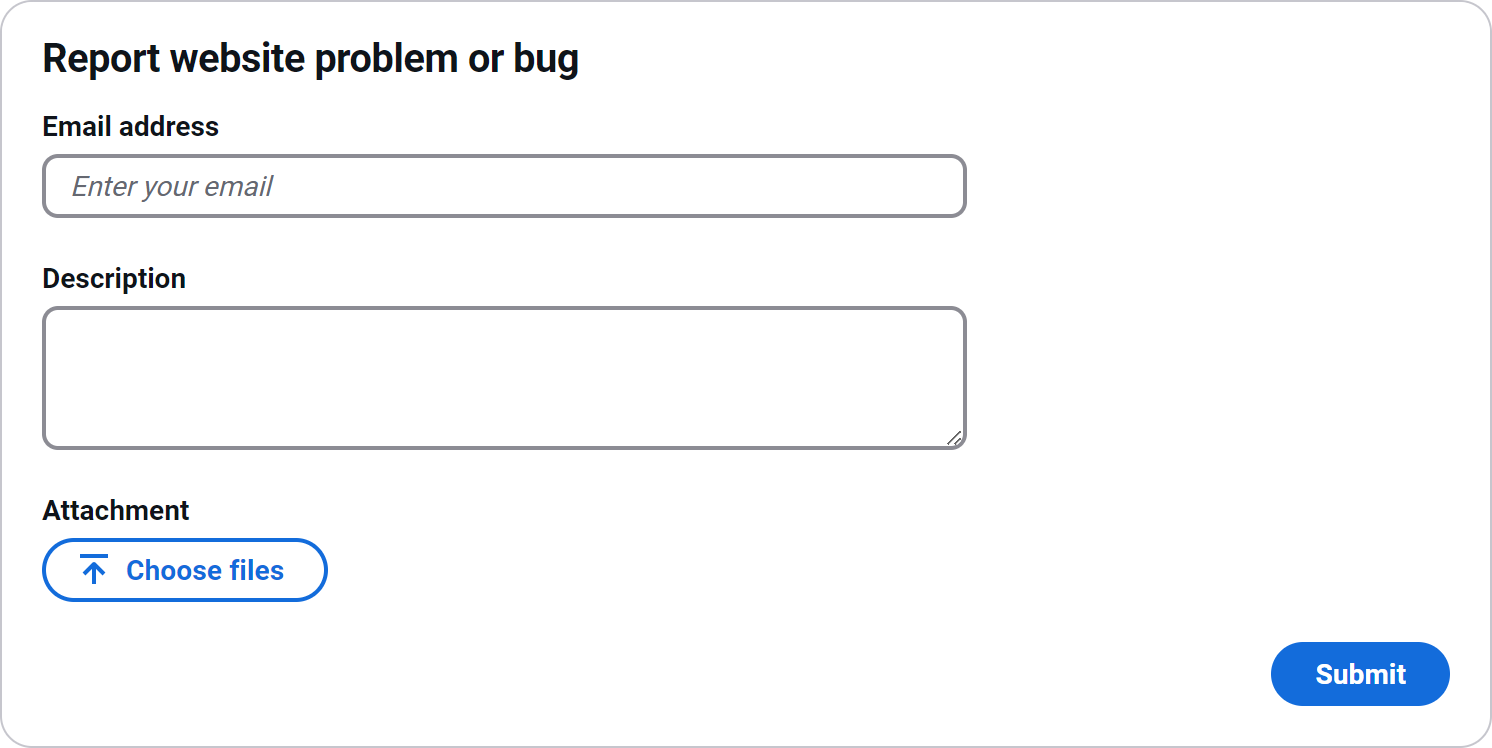 Report website problem or bug
Email address
Enter your email
Description
Attachment
Choose files
Submit